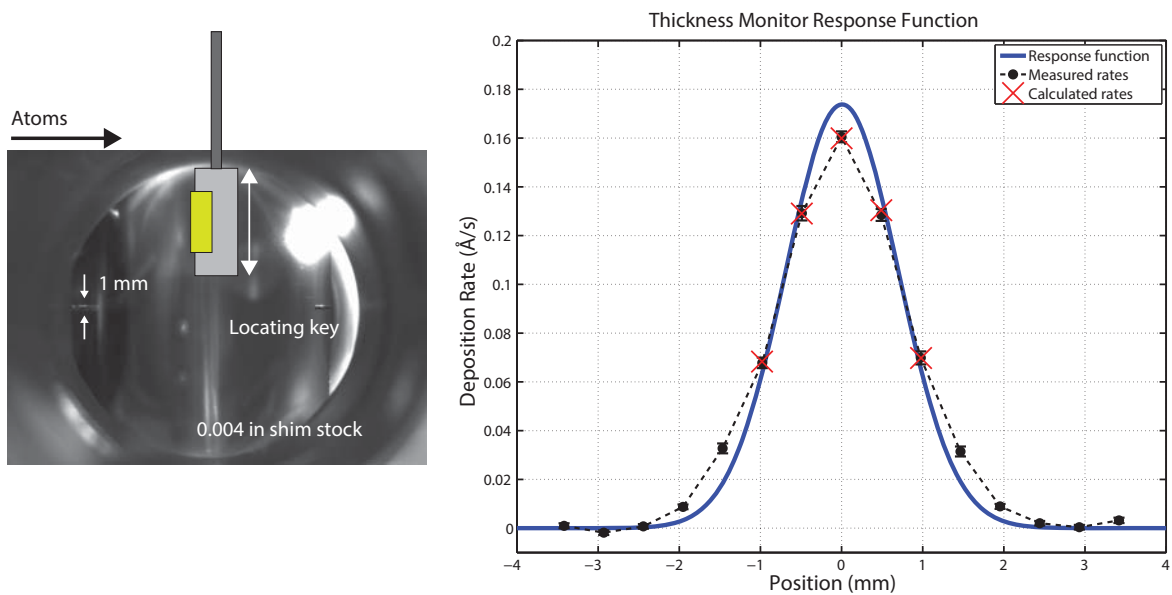 Atoms
1 mm
Locating key
0.004 in shim stock
Thickness Monitor Response Function
Response function
Measured rates
Calculated rates
Deposition Rate (Å/s)
0.2
0.18
0.16
0.14
0.12
0.1
0.08
0.06
0.04
0.02
0
−4 −3 −2 −1 0 1 2 3 4
Position (mm)